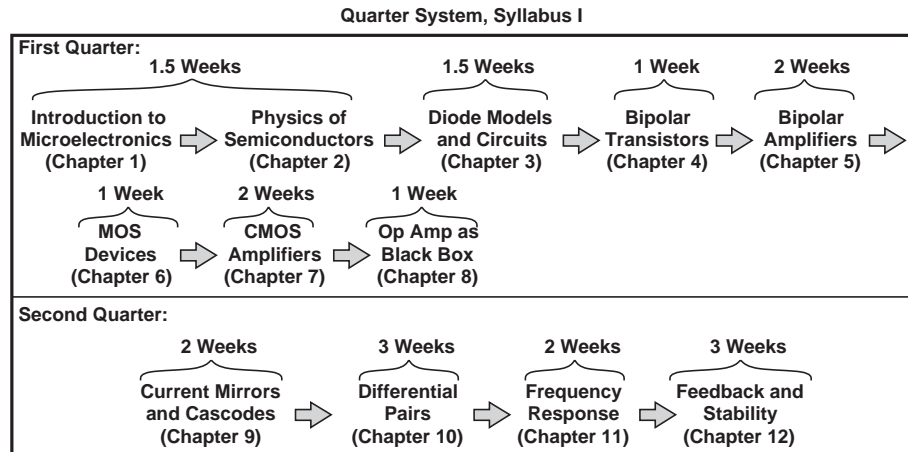 Quarter System, Syllabus I
First Quarter:
1.5 Weeks
Introduction to
Microelectronics
(Chapter 1)
Physics of
Semiconductors
(Chapter 2)
1.5 Weeks
Diode Models
and Circuits
(Chapter 3)
1 Week
Bipolar
Transistors
(Chapter 4)
2 Weeks
Bipolar
Amplifiers
(Chapter 5)
1 Week
MOS
Devices
(Chapter 6)
2 Weeks
CMOS
Amplifiers
(Chapter 7)
1 Week
Op Amp as
Black Box
(Chapter 8)
Second Quarter:
2 Weeks
Current Mirrors
and Cascodes
(Chapter 9)
3 Weeks
Differential
Pairs
(Chapter 10)
2 Weeks
Frequency
Response
(Chapter 11)
3 Weeks
Feedback and
Stability
(Chapter 12)